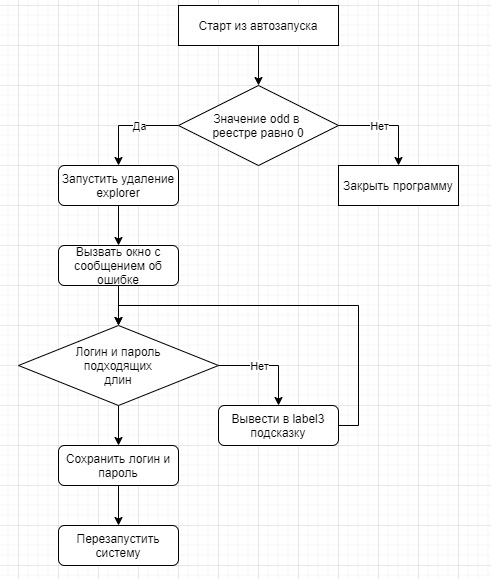 Старт из автозапуска
Значение odd в
реестре равно 0
Да
Нет
Запустить удаление
explorer
Закрыть программу
Вызвать окно с
сообщением об
ошибке
Логин и пароль
подходящих
длин
Нет
Вывести в label3
подсказку
Сохранить логин и
пароль
Перезапустить
систему